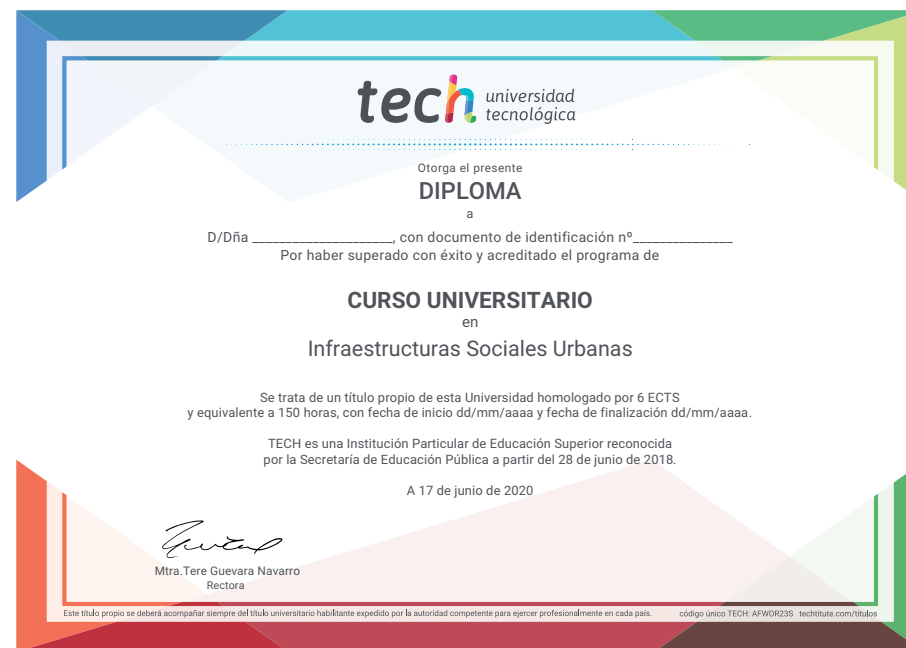 tech universidad
tecnológica
Otorga el presente
DIPLOMA
a
D/Dña ______________________, con documento de identificación nº_______________
Por haber superado con éxito y acreditado el programa de
CURSO UNIVERSITARIO
en
Infraestructuras Sociales Urbanas
Se trata de un título propio de esta Universidad homologado por 6 ECTS
y equivalente a 150 horas, con fecha de inicio dd/mm/aaaa y fecha de finalización dd/mm/aaaa.
TECH es una Institución Particular de Educación Superior reconocida
por la Secretaría de Educación Pública a partir del 28 de junio de 2018.
A 17 de junio de 2020
Mtra.Tere Guevara Navarro
Rectora
Este título propio se deberá acompañar siempre del título universitario habilitante expedido por la autoridad competente para ejercer profesionalmente en cada país. código único TECH: AFWOR23S techtitute.com/titulos